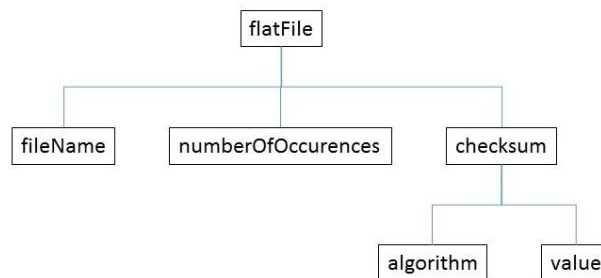 flatFile
fileName
numberOfOccurences
checksum
algorithm
value